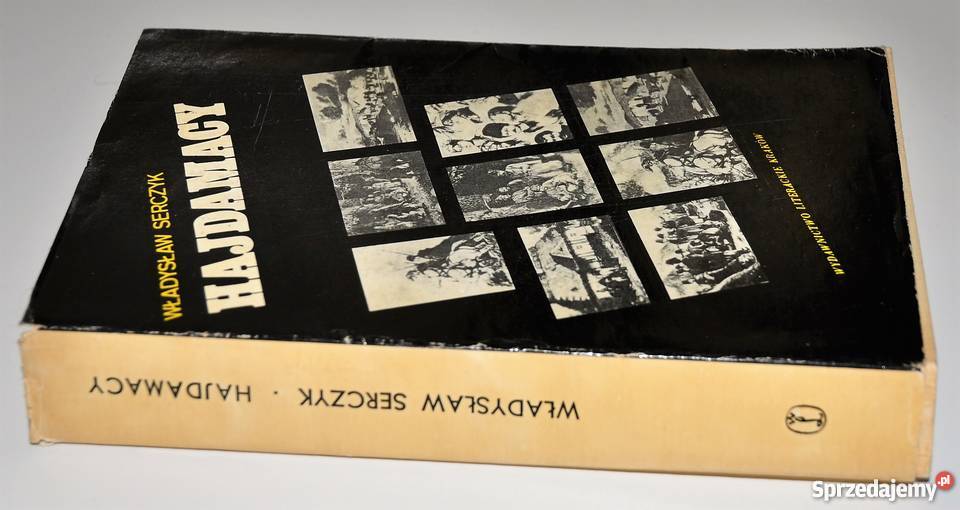 WŁADYSŁAW SERCZYK
HAJDAMACY
WYDAWNICTWO LITERACKIE KRAKÓW
WŁADYSŁAW SERCZYK · HAJDAMACY
Sprzedajemy.pl